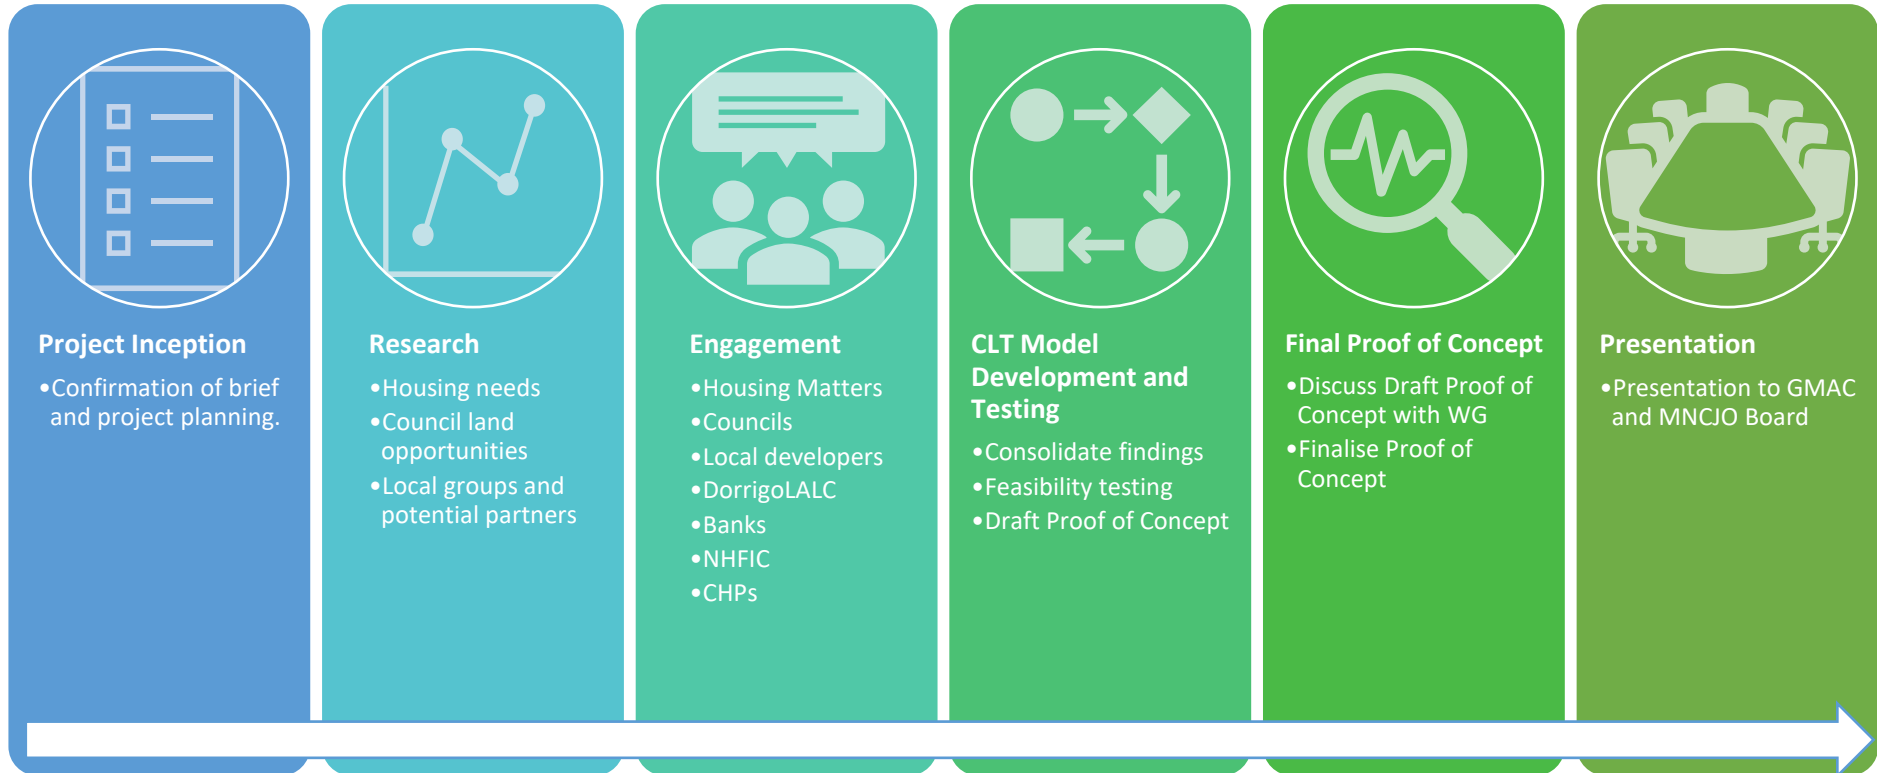 Project Inception
•Confirmation of brief
and project planning.
Research
•Housing needs
•Council land
opportunities
•Local groups and
potential partners
Engagement
•Housing Matters
•Councils
•Local developers
•DorrigoLALC
•Banks
•NHFIC
•CHPs
CLT Model
Development and
Testing
•Consolidate findings
•Feasibility testing
•Draft Proof of Concept
Final Proof of Concept
•Discuss Draft Proof of
Concept with WG
•Finalise Proof of
Concept
Presentation
•Presentation to GMAC
and MNCJO Board